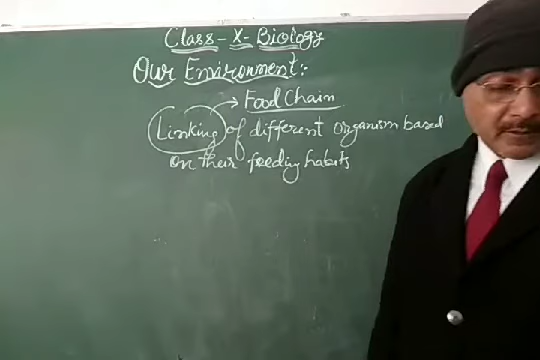 Class - X - Biology
Our Environment :-
Food Chain
Linking of different organism based
on their feeding habits